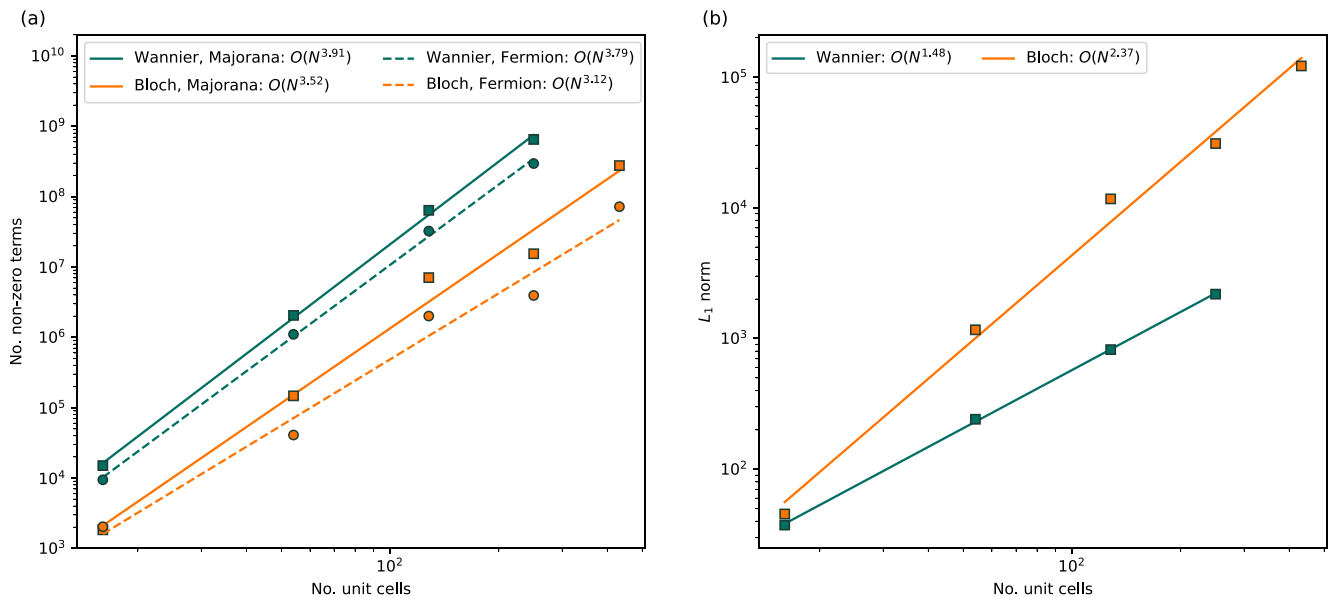 (a)
Wannier, Majorana: O(N^3.91)
Bloch, Majorana: O(N^3.52)
Wannier, Fermion: O(N^3.79)
Bloch, Fermion: O(N^3.12)
10^10
10^9
10^8
10^7
10^6
10^5
10^4
10^3
No. non-zero terms
10^2
No. unit cells
(b)
Wannier: O(N^1.48)
Bloch: O(N^2.37)
10^5
10^4
10^3
10^2
L_1 norm
10^2
No. unit cells